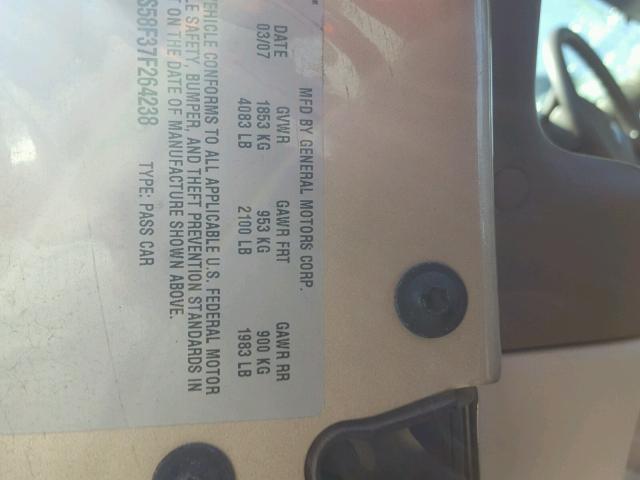 MFD BY GENERAL MOTORS CORP.
DATE GVWR GAWR FRT GAWR RR
03/07 1853 KG 953 KG 900 KG
4083 LB 2100 LB 1983 LB
VEHICLE CONFORMS TO ALL APPLICABLE U.S. FEDERAL MOTOR
LE SAFETY, BUMPER, AND THEFT PREVENTION STANDARDS IN
T ON THE DATE OF MANUFACTURE SHOWN ABOVE.
S58F37F264238 TYPE: PASS CAR